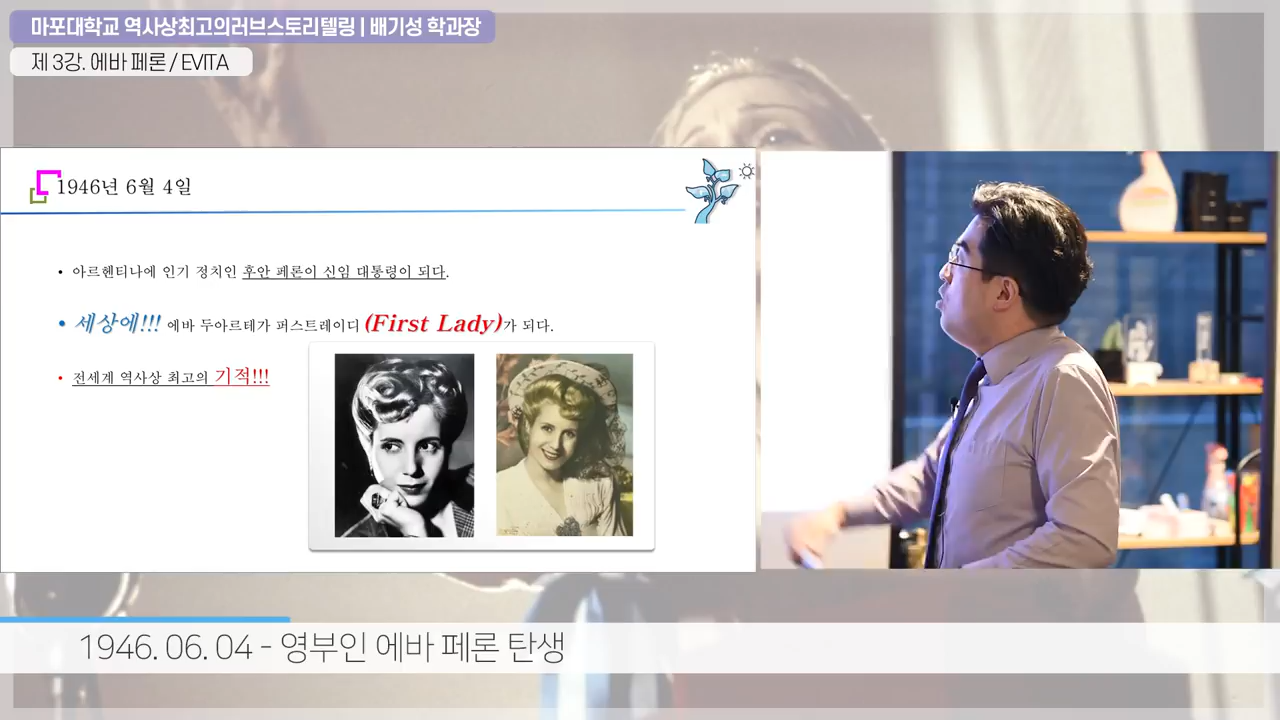 마포대학교 역사상최고의러브스토리텔링 | 배기성 학과장
제 3강. 에바 페론 / EVITA
1946년 6월 4일
• 아르헨티나에 인기 정치인 후안 페론이 신임 대통령이 되다.
• 세상에!!! 에바 두아르테가 퍼스트레이디 (First Lady)가 되다.
• 전세계 역사상 최고의 기적!!!
1946. 06. 04 - 영부인 에바 페론 탄생